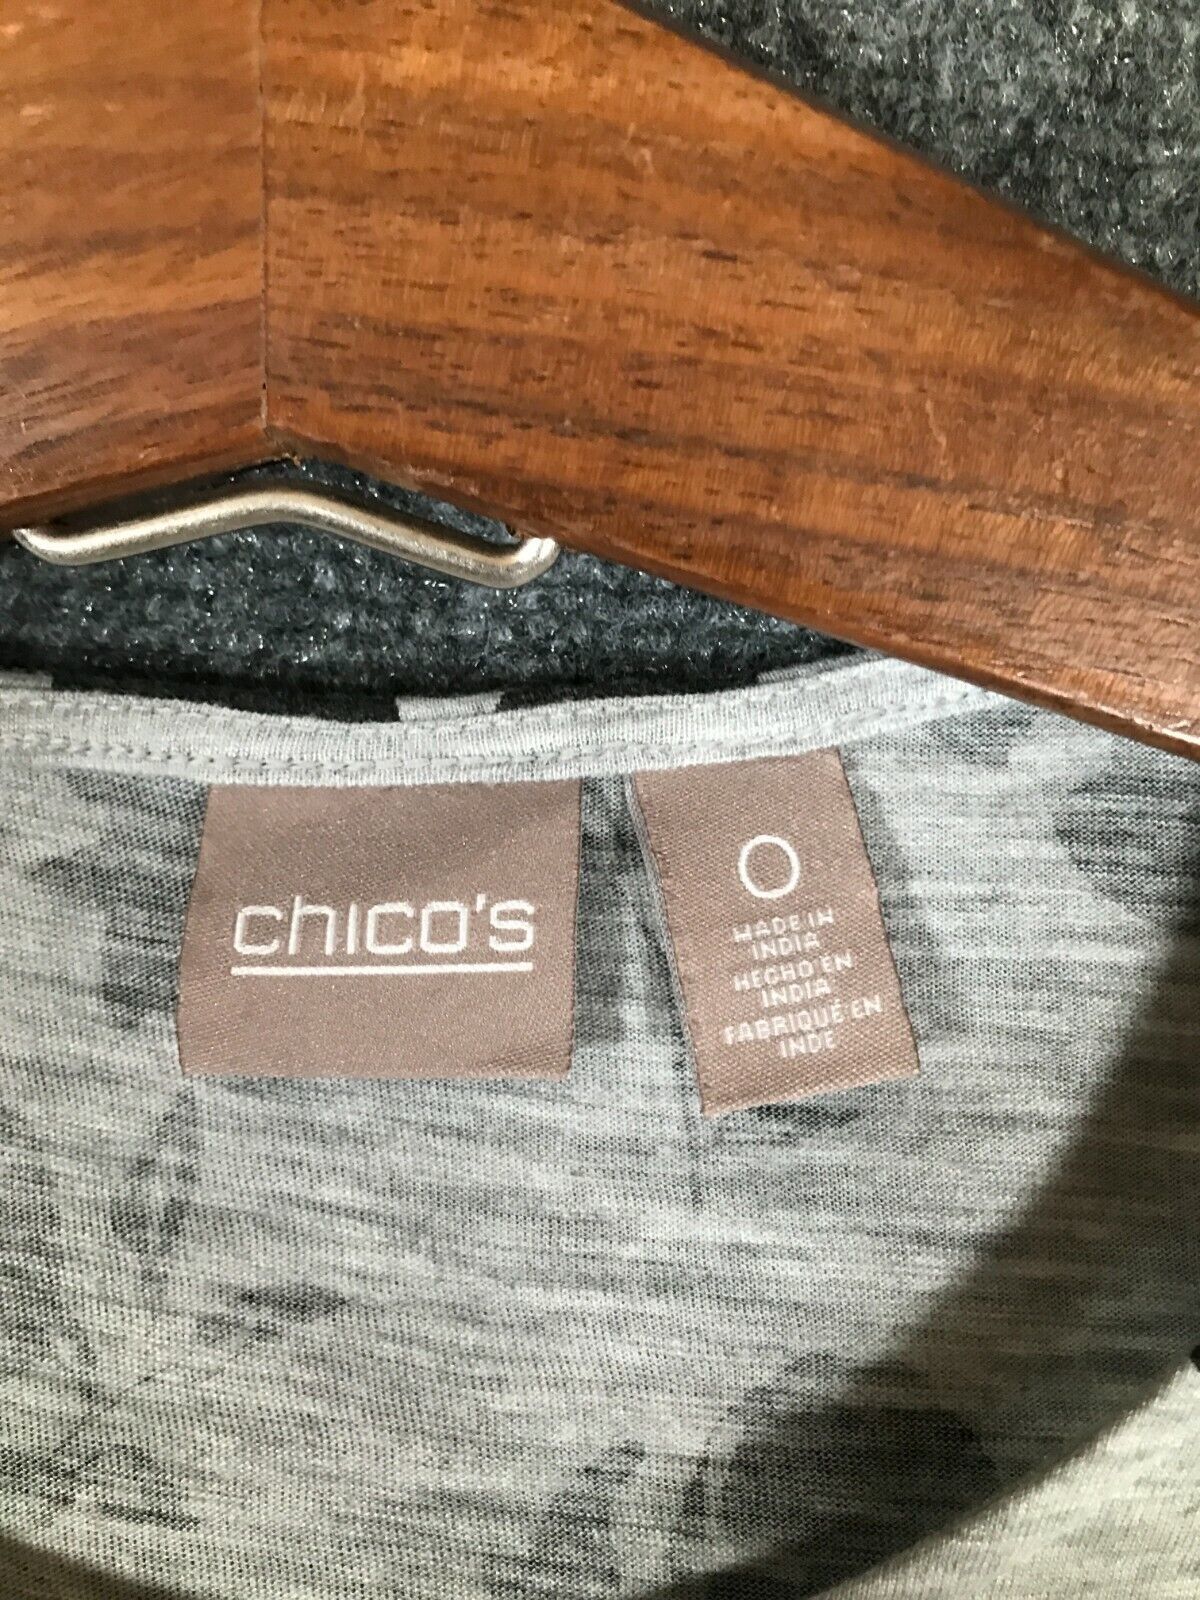 chico's
0
MADE IN
INDIA
HECHO EN
INDIA
FABRIQUÉ EN
INDE